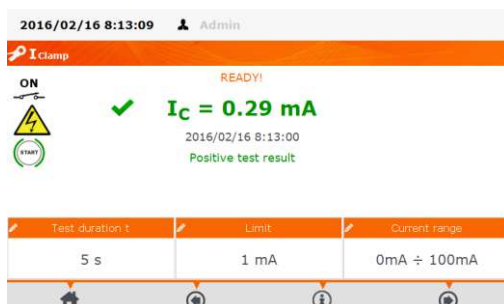 2016/02/16 8:13:09 Admin
I Clamp
READY!
ON
IC = 0.29 mA
START
2016/02/16 8:13:00
Positive test result
Test duration t Limit Current range
5 s 1 mA 0mA ÷ 100mA